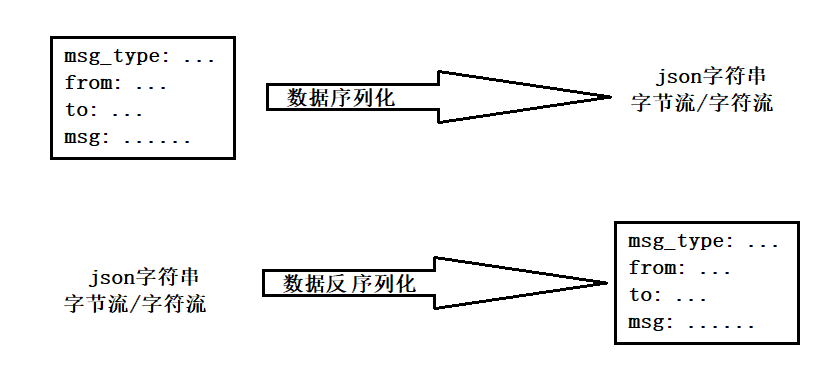 msg_type: ...
from: ...
to: ...
msg: ......
数据序列化
json字符串
字节流/字符流
json字符串
字节流/字符流
数据反序列化
msg_type: ...
from: ...
to: ...
msg: ......